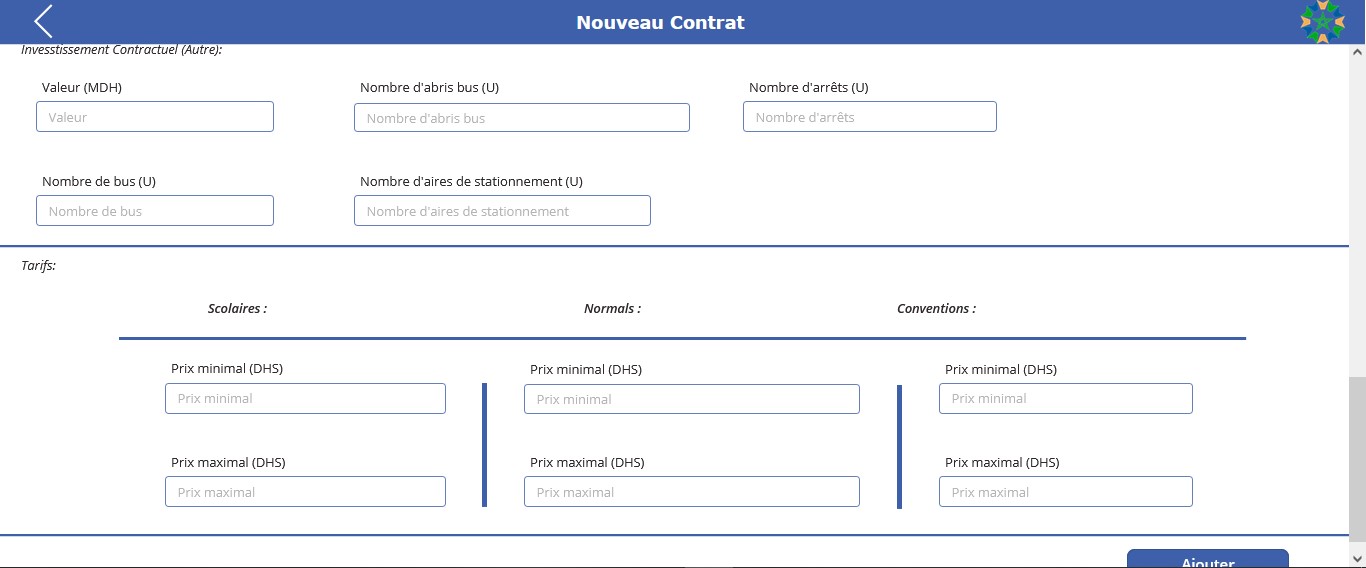 Nouveau Contrat
Invesstissement Contractuel (Autre):
Valeur (MDH) Nombre d'abris bus (U) Nombre d'arrêts (U)
Valeur Nombre d'abris bus Nombre d'arrêts
Nombre de bus (U) Nombre d'aires de stationnement (U)
Nombre de bus Nombre d'aires de stationnement
Tarifs:
Scolaires : Normals : Conventions :
Prix minimal (DHS) Prix minimal (DHS) Prix minimal (DHS)
Prix minimal Prix minimal Prix minimal
Prix maximal (DHS) Prix maximal (DHS) Prix maximal (DHS)
Prix maximal Prix maximal Prix maximal
Ajouter